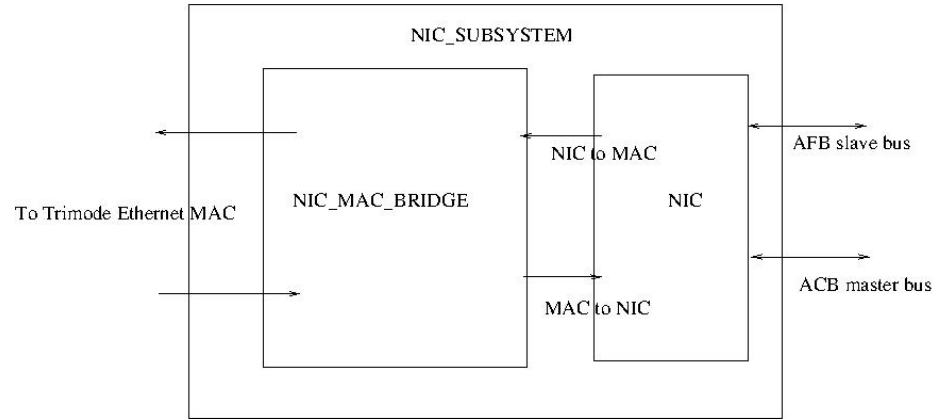 NIC_SUBSYSTEM
NIC to MAC
AFB slave bus
To Trimode Ethernet MAC
NIC_MAC_BRIDGE
NIC
MAC to NIC
ACB master bus